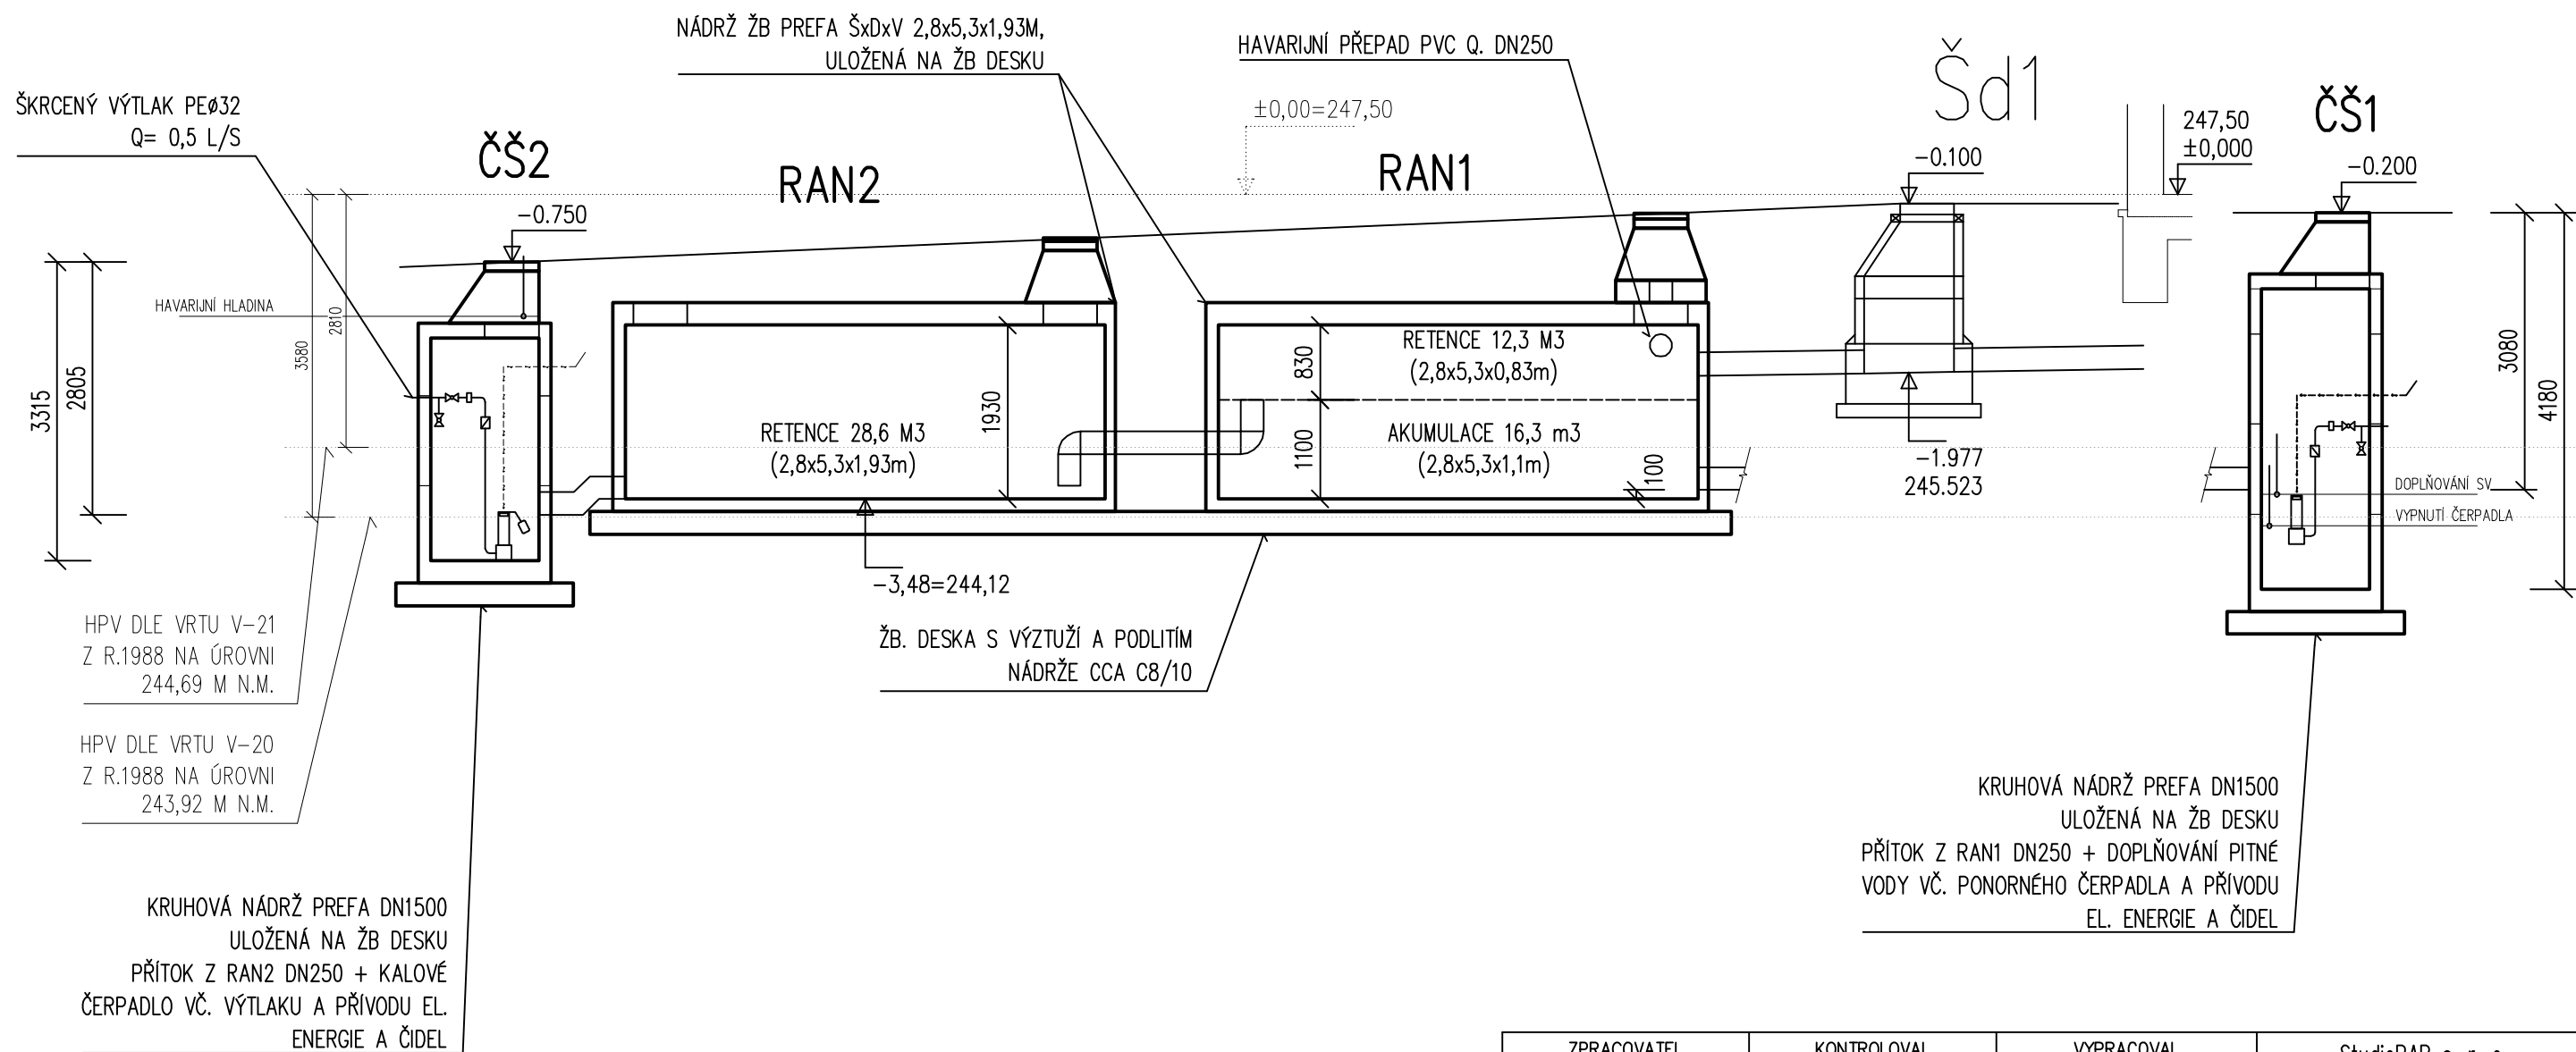 NÁDRŽ ŽB PREFA ŠxDxV 2,8x5,3x1,93M,
ULOŽENÁ NA ŽB DESKU
HAVARIJNÍ PŘEPAD PVC Q. DN250
Šd1
ŠKRCENÝ VÝTLAK PEø32
Q= 0,5 L/S
±0,00=247,50
247,50
±0,000
ČŠ1
ČŠ2
RAN2
RAN1
-0.100
-0.200
-0.750
HAVARIJNÍ HLADINA
2810
3580
3315
2805
RETENCE 12,3 M3
(2,8x5,3x0,83m)
830
1930
1100
RETENCE 28,6 M3
(2,8x5,3x1,93m)
AKUMULACE 16,3 m3
(2,8x5,3x1,1m)
100
-1.977
245.523
3080
4180
DOPLŇOVÁNÍ SV
VYPNUTÍ ČERPADLA
-3,48=244,12
HPV DLE VRTU V-21
Z R.1988 NA ÚROVNI
244,69 M N.M.
ŽB. DESKA S VÝZTUŽÍ A PODLITÍM
NÁDRŽE CCA C8/10
HPV DLE VRTU V-20
Z R.1988 NA ÚROVNI
243,92 M N.M.
KRUHOVÁ NÁDRŽ PREFA DN1500
ULOŽENÁ NA ŽB DESKU
PŘÍTOK Z RAN1 DN250 + DOPLŇOVÁNÍ PITNÉ
VODY VČ. PONORNÉHO ČERPADLA A PŘÍVODU
EL. ENERGIE A ČIDEL
KRUHOVÁ NÁDRŽ PREFA DN1500
ULOŽENÁ NA ŽB DESKU
PŘÍTOK Z RAN2 DN250 + KALOVÉ
ČERPADLO VČ. VÝTLAKU A PŘÍVODU EL.
ENERGIE A ČIDEL
ZPRACOVATEL
KONTROLOVAL
VYPRACOVAL